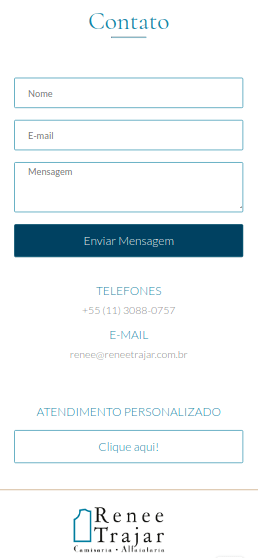 Contato
Nome
E-mail
Mensagem
Enviar Mensagem
TELEFONES
+55 (11) 3088-0757
E-MAIL
renee@reneetrajar.com.br
ATENDIMENTO PERSONALIZADO
Clique aqui!
Renee
Trajar
Camisaria • Alfaiataria